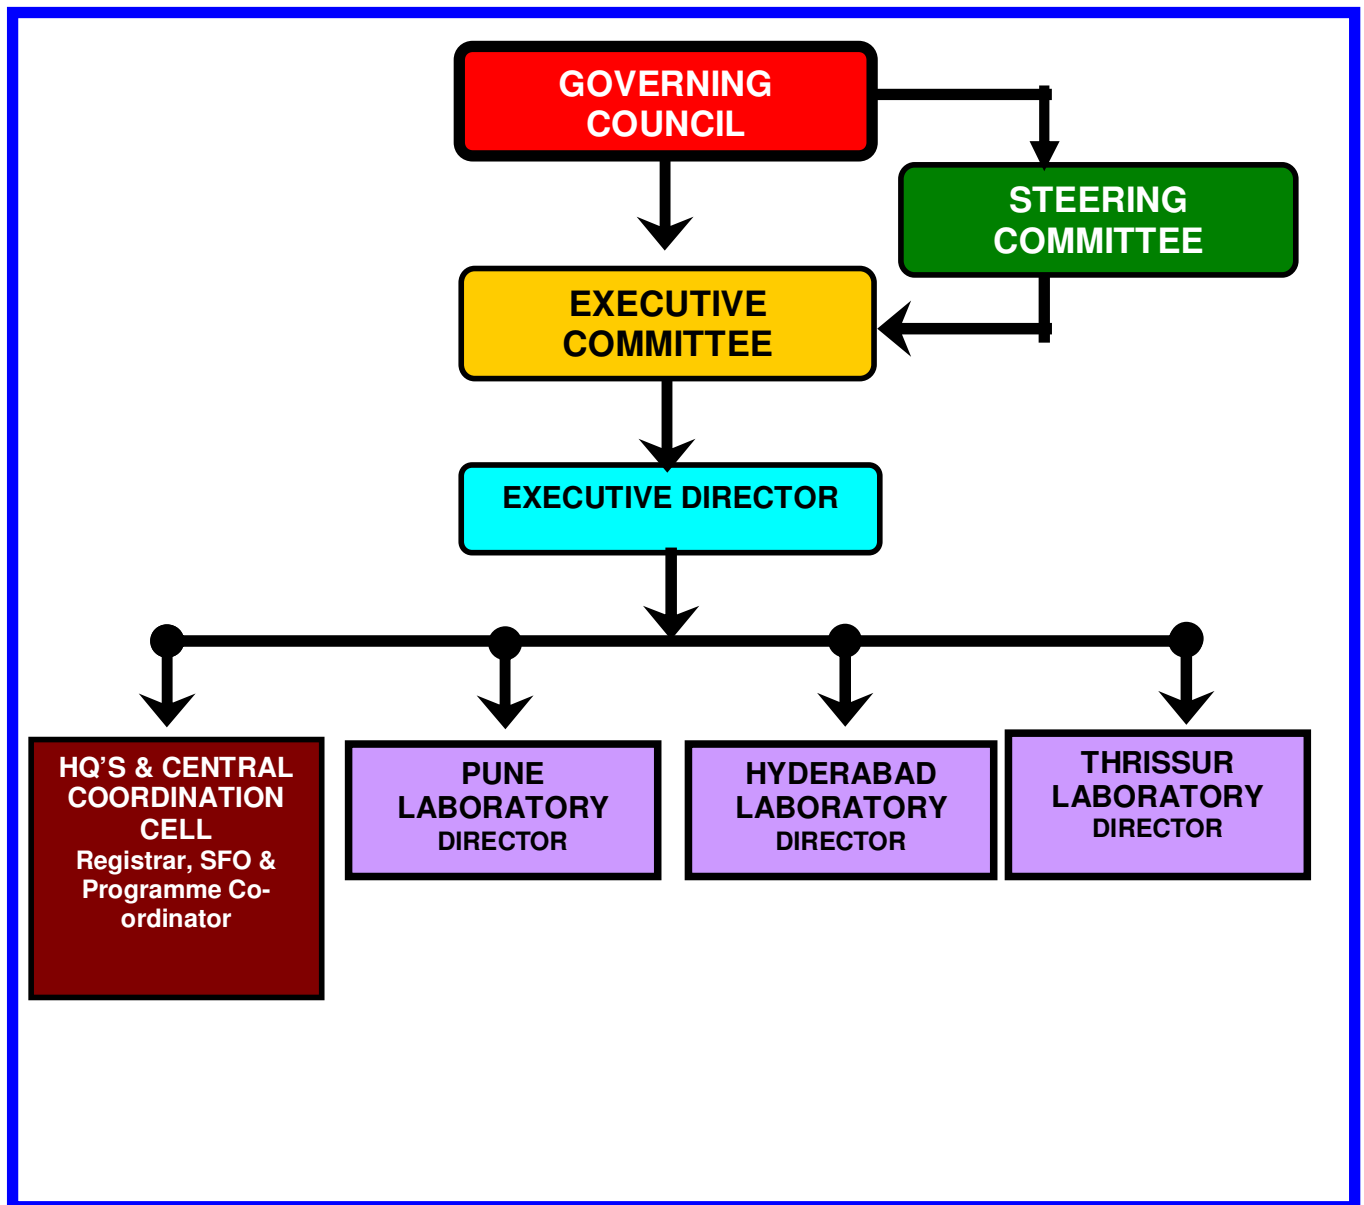 GOVERNING
COUNCIL
STEERING
COMMITTEE
EXECUTIVE
COMMITTEE
EXECUTIVE DIRECTOR
HQ’S & CENTRAL
COORDINATION
CELL
Registrar, SFO &
Programme Co-
ordinator
PUNE
LABORATORY
DIRECTOR
HYDERABAD
LABORATORY
DIRECTOR
THRISSUR
LABORATORY
DIRECTOR